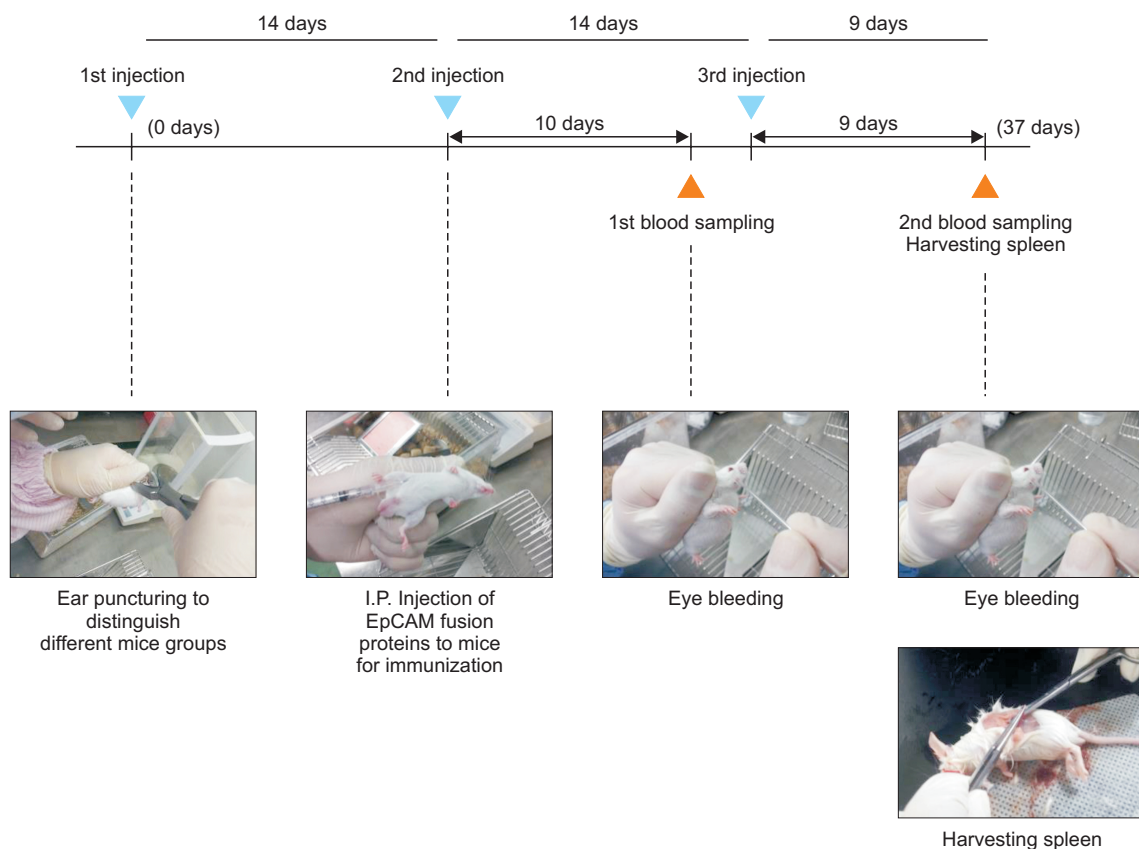 14 days
14 days
9 days
1st injection
2nd injection
3rd injection
(0 days)
10 days
9 days
(37 days)
1st blood sampling
2nd blood sampling
Harvesting spleen
Ear puncturing to
distinguish
different mice groups
I.P. Injection of
EpCAM fusion
proteins to mice
for immunization
Eye bleeding
Eye bleeding
Harvesting spleen